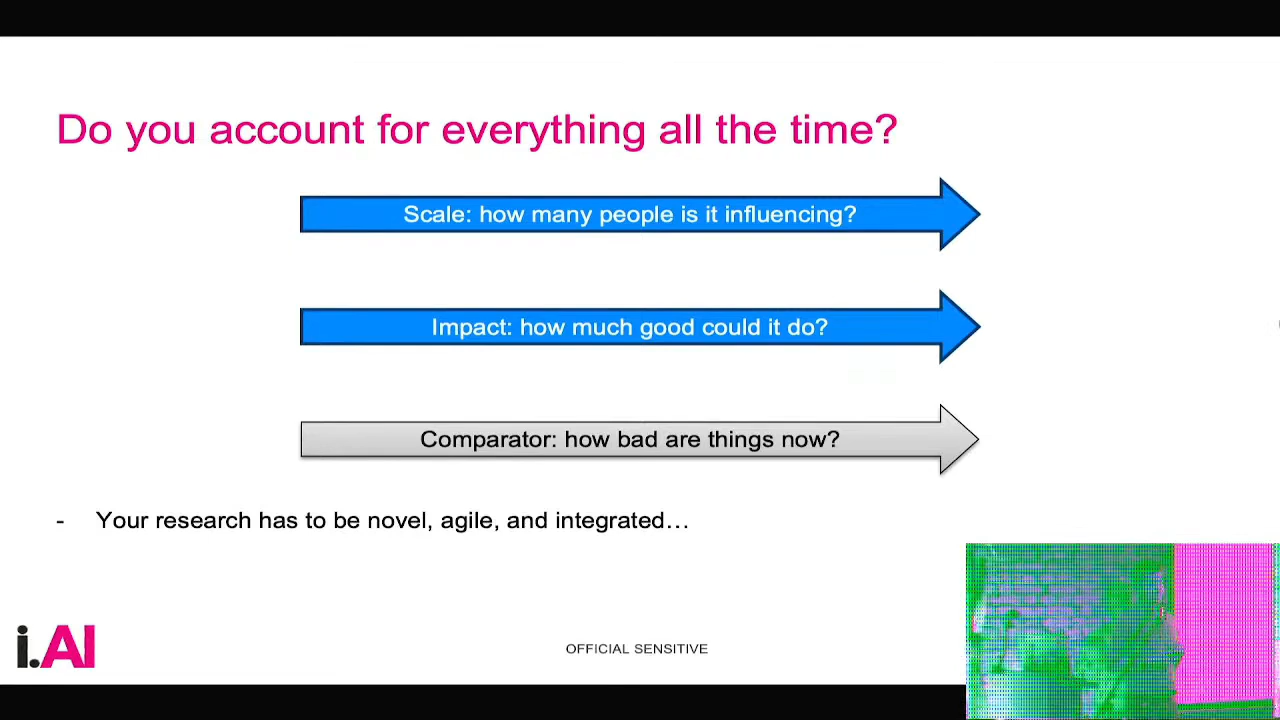 Do you account for everything all the time?
Scale: how many people is it influencing?
Impact: how much good could it do?
Comparator: how bad are things now?
- Your research has to be novel, agile, and integrated…
i.AI
OFFICIAL SENSITIVE